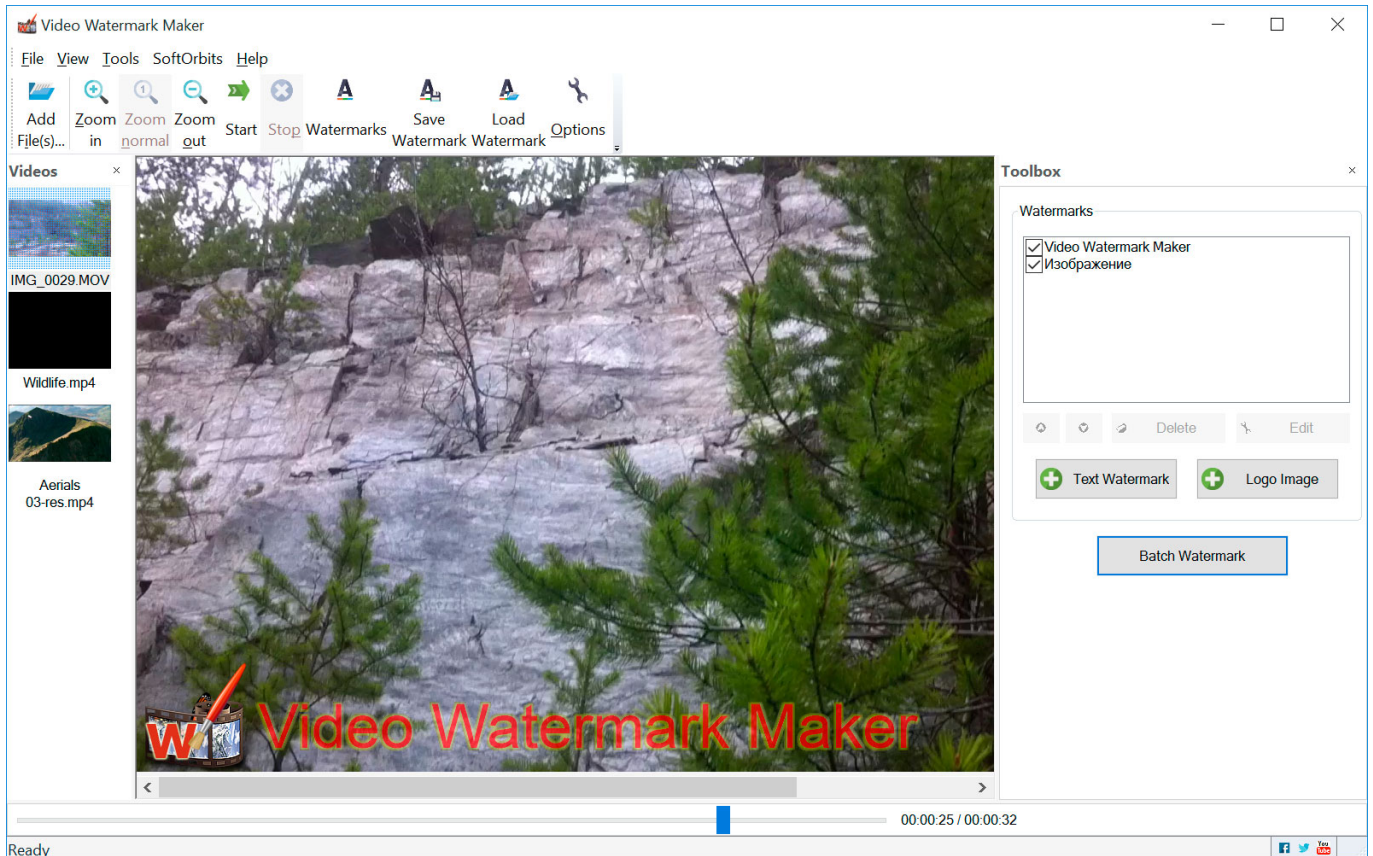 Video Watermark Maker
File View Tools SoftOrbits Help
Add File(s)...
Zoom in
1
Zoom normal
Zoom out
Start
Stop
Watermarks
Save Watermark
Load Watermark
Options
Videos
IMG_0029.MOV
Wildlife.mp4
Aerials
03-res.mp4
W Video Watermark Maker
Toolbox
Watermarks
Video Watermark Maker
Изображение
Delete
Edit
Text Watermark
Logo Image
Batch Watermark
00:00:25 / 00:00:32
Ready
You Tube